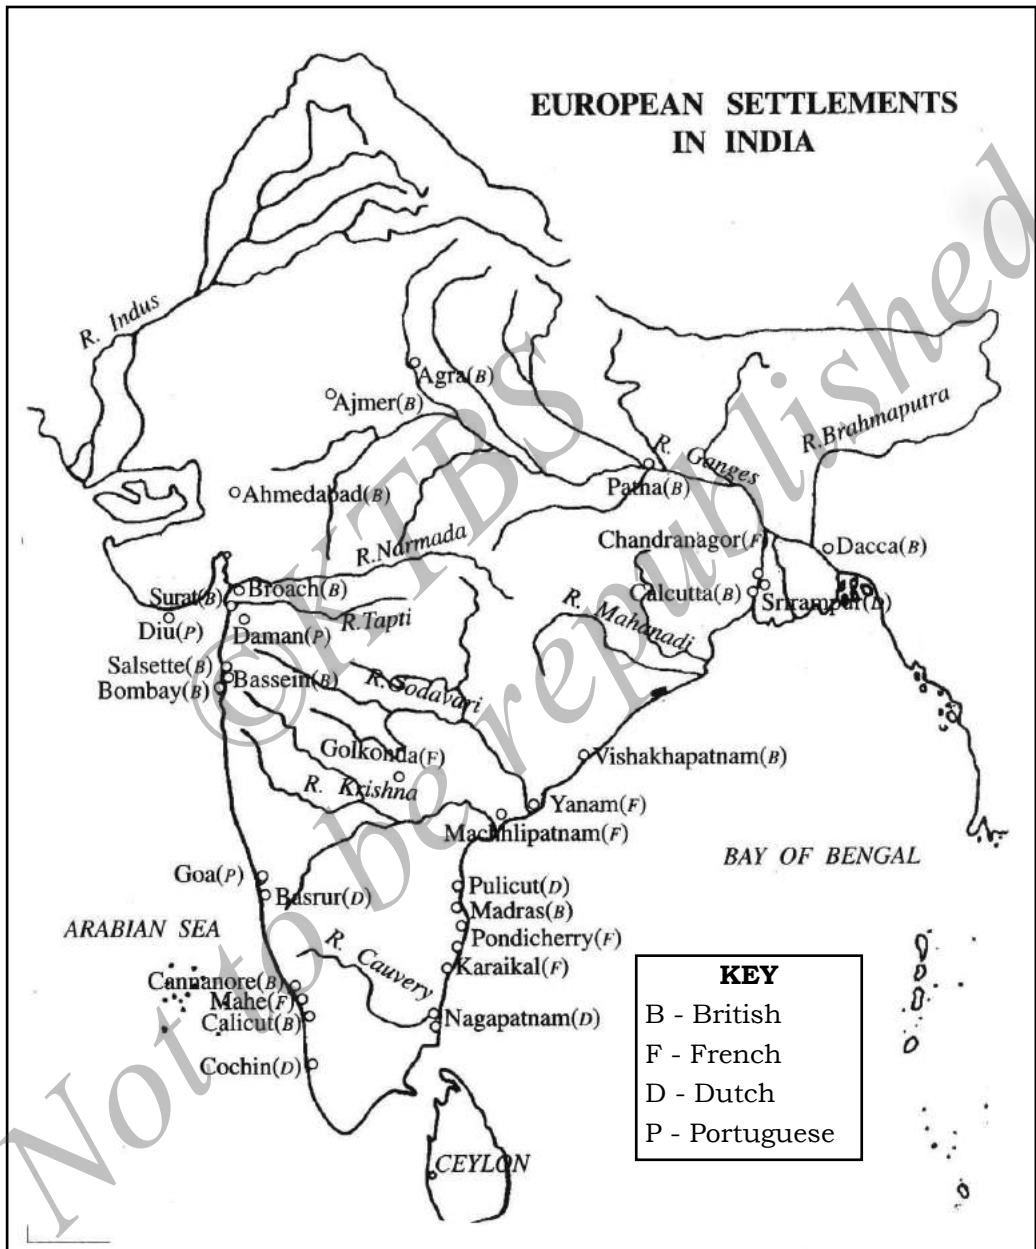 EUROPEAN SETTLEMENTS
IN INDIA
R. Indus
Agra(B)
Ajmer(B)
R.Brahmaputra
R. Ganges
Ahmedabad(B)
Patna(B)
R.Narmada
Chandranagor(F)
Dacca(B)
Surat(B)
Broach(B)
Calcutta(B)
Srirampur(D)
R. Mahanadi
Diu(P)
Daman(P)
R.Tapti
Salsette(B)
Bassein(B)
Bombay(B)
R.Godavari
Golkonda(F)
Vishakhapatnam(B)
R. Krishna
Yanam(F)
Machhlipatnam(F)
BAY OF BENGAL
Goa(P)
Basrur(D)
Pulicut(D)
Madras(B)
ARABIAN SEA
Pondicherry(F)
R. Cauvery
Karaikal(F)
Cannanore(B)
Mahe(F)
Calicut(B)
Nagapatnam(D)
Cochin(D)
CEYLON
KEY
B - British
F - French
D - Dutch
P - Portuguese
©KTBS
Not to be republished